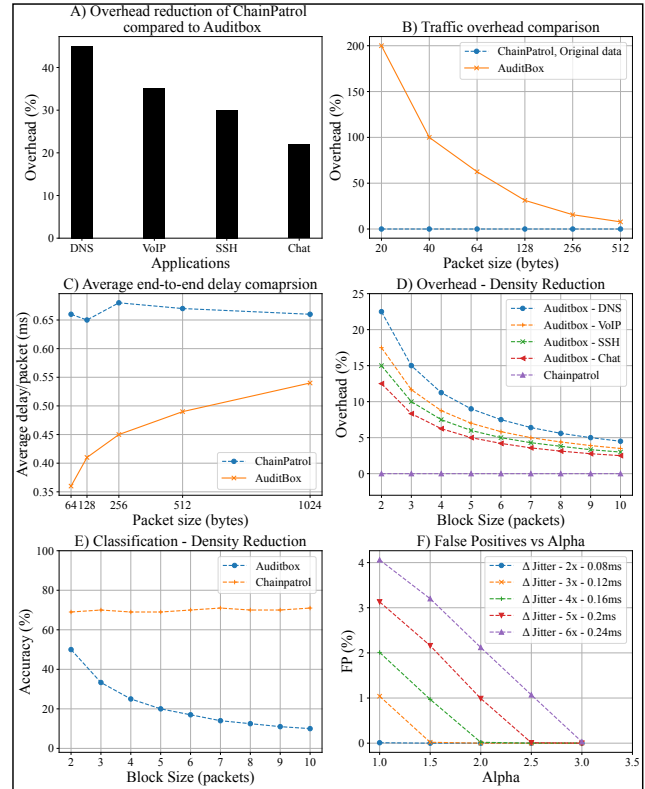 A) Overhead reduction of ChainPatrol
compared to Auditbox
Overhead (%)
40
30
20
10
0
DNS VoIP SSH Chat
Applications
B) Traffic overhead comparison
ChainPatrol, Original data
AuditBox
Overhead (%)
200
150
100
50
0
20 40 64 128 256 512
Packet size (bytes)
C) Average end-to-end delay comaprsion
Average delay/packet (ms)
0.65
0.60
0.55
0.50
0.45
0.40
0.35
ChainPatrol
AuditBox
64 128 256 512 1024
Packet size (bytes)
D) Overhead - Density Reduction
Auditbox - DNS
Auditbox - VoIP
Auditbox - SSH
Auditbox - Chat
Chainpatrol
Overhead (%)
25
20
15
10
5
0
2 3 4 5 6 7 8 9 10
Block Size (packets)
E) Classification - Density Reduction
Auditbox
Chainpatrol
Accuracy (%)
100
80
60
40
20
0
2 3 4 5 6 7 8 9 10
Block Size (packets)
F) False Positives vs Alpha
Δ Jitter - 2x - 0.08ms
Δ Jitter - 3x - 0.12ms
Δ Jitter - 4x - 0.16ms
Δ Jitter - 5x - 0.2ms
Δ Jitter - 6x - 0.24ms
FP (%)
4
3
2
1
0
1.0 1.5 2.0 2.5 3.0 3.5
Alpha